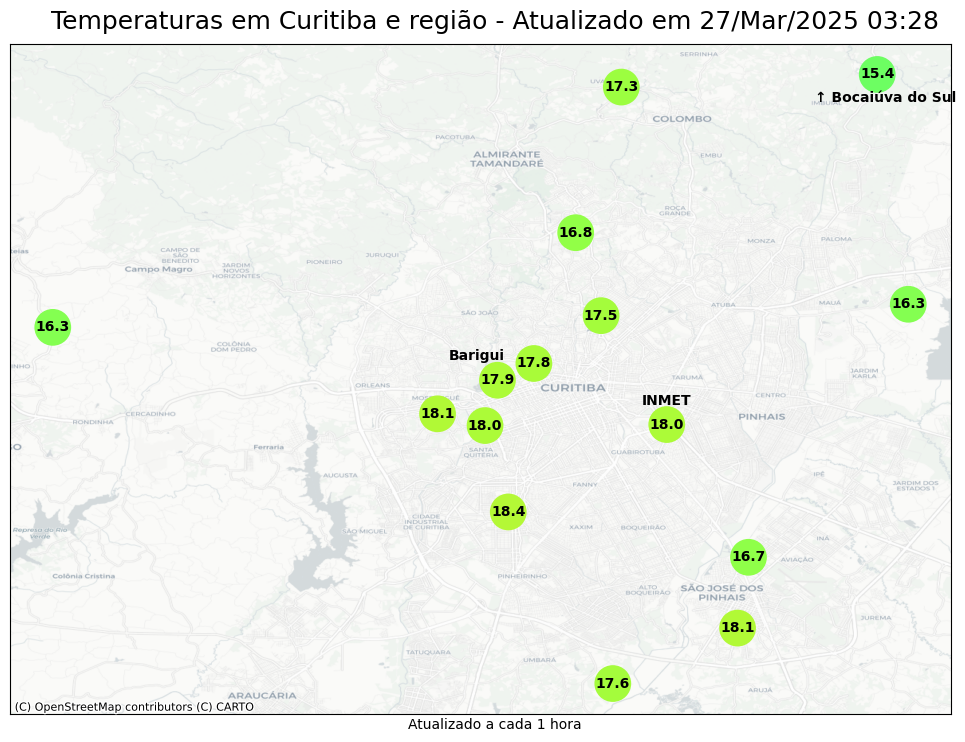 Temperaturas em Curitiba e região - Atualizado em 27/Mar/2025 03:28
SERRINHA
15.4
17.3
↑ Bocaiúva do Sul
COLOMBO
PACOTUBA
ALMIRANTE
TAMANDARÉ
EMBU
ROÇA
GRANDE
16.8
MONZA
PALOMA
CAMPO DE
SÃO
BENEDITO
JURUQUI
PIONEIRO
Campo Magro
JARDIM
NOVOS
HORIZONTES
16.3
ATUBA
MAUÁ
SÃO JOÃO
17.5
16.3
COLÔNIA
DOM PEDRO
Barigui
17.8
17.9
JARDIM
KARLA
TARUMÃ
ORLEANS
CURITIBA
CENTRO
INMET
18.1
18.0
18.0
CERCADINHO
RONDINHA
PINHAIS
Ferraria
SANTA
QUITÉRIA
GUABIROTUBA
AUGUSTA
IPÊ
FANNY
JARDIM DOS
ESTADOS I
18.4
CIDADE
INDUSTRIAL
DE CURITIBA
SÃO MIGUEL
XAXIM
BOQUEIRÃO
Represa do Rio
Verde
INÁ
16.7
AVIAÇÃO
Colônia Cristina
PINHEIRINHO
ALTO
BOQUEIRÃO
SÃO JOSÉ DOS
PINHAIS
JUREMA
18.1
TATUQUARA
UMBARÁ
17.6
ARUJÁ
ARAUCÁRIA
(C) OpenStreetMap contributors (C) CARTO
Atualizado a cada 1 hora